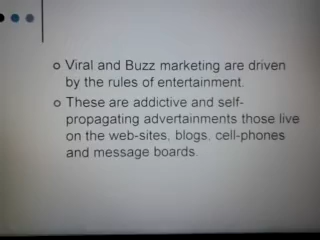 Viral and Buzz marketing are driven
by the rules of entertainment.
These are addictive and self-
propagating advertainments those live
on the web-sites, blogs, cell-phones
and message boards.